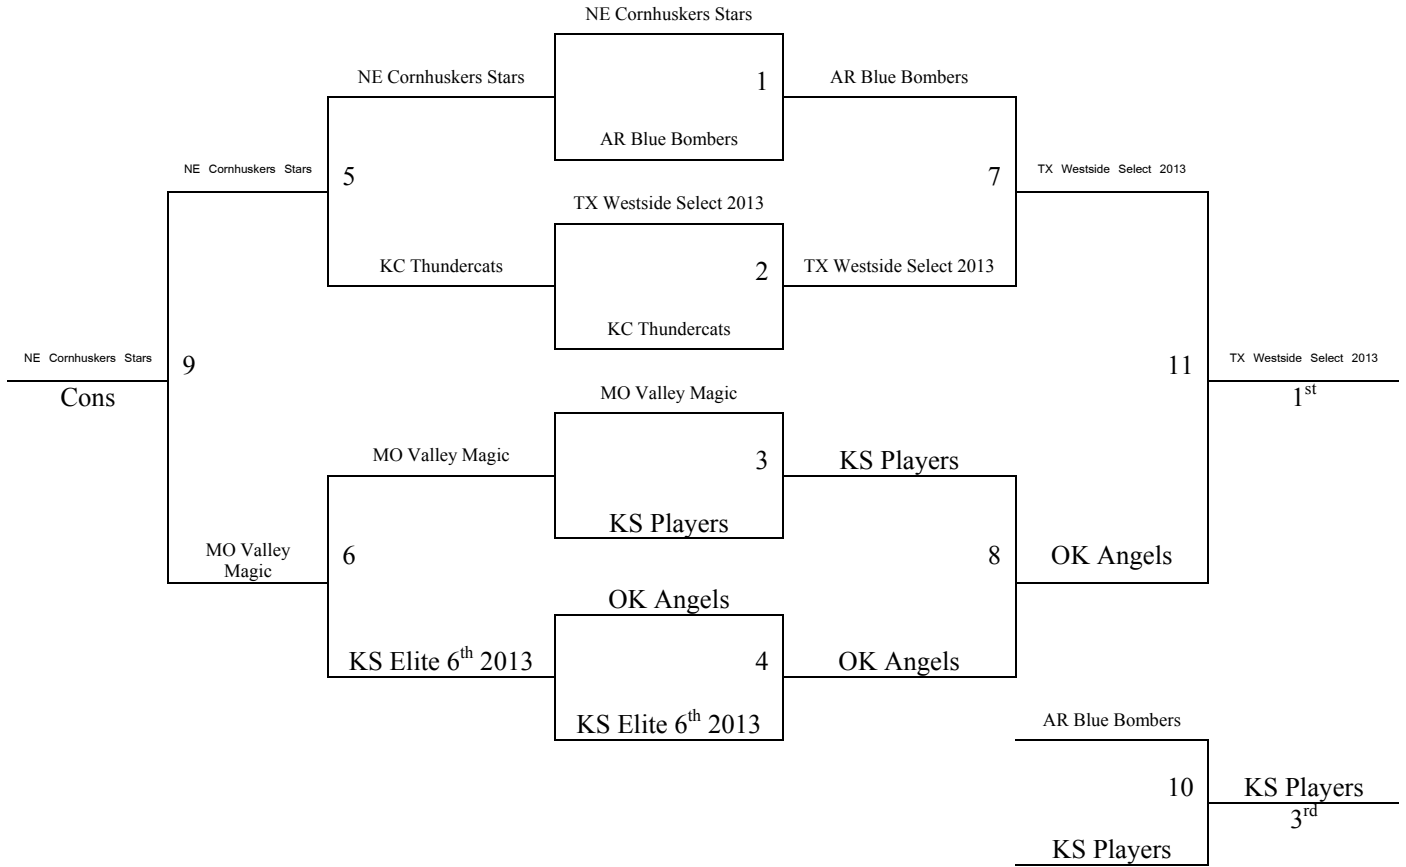 NE Cornhuskers Stars
NE Cornhuskers Stars
1
AR Blue Bombers
AR Blue Bombers
NE Cornhuskers Stars
5
7
TX Westside Select 2013
TX Westside Select 2013
KC Thundercats
2
TX Westside Select 2013
KC Thundercats
NE Cornhuskers Stars
9
11
TX Westside Select 2013
Cons
1st
MO Valley Magic
MO Valley Magic
3
KS Players
KS Players
MO Valley
Magic
6
8
OK Angels
OK Angels
KS Elite 6th 2013
4
OK Angels
KS Elite 6th 2013
AR Blue Bombers
10
KS Players
3rd
KS Players